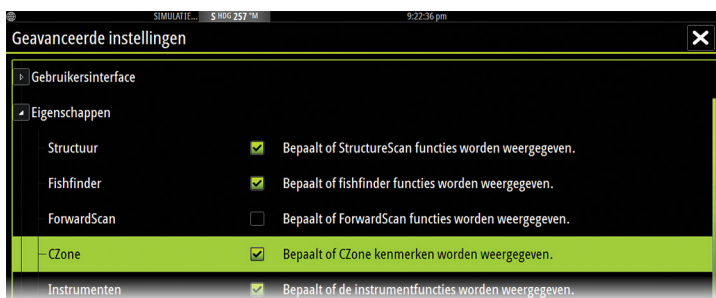 SIMULATIE... S HDG 257 °M 9:22:36 pm
Geavanceerde instellingen
Gebruikersinterface
Eigenschappen
Structuur Bepaalt of StructureScan functies worden weergegeven.
Fishfinder Bepaalt of fishfinder functies worden weergegeven.
ForwardScan Bepaalt of ForwardScan functies worden weergegeven.
CZone Bepaalt of CZone kenmerken worden weergegeven.
Instrumenten Bepaalt of de instrumentfuncties worden weergegeven.